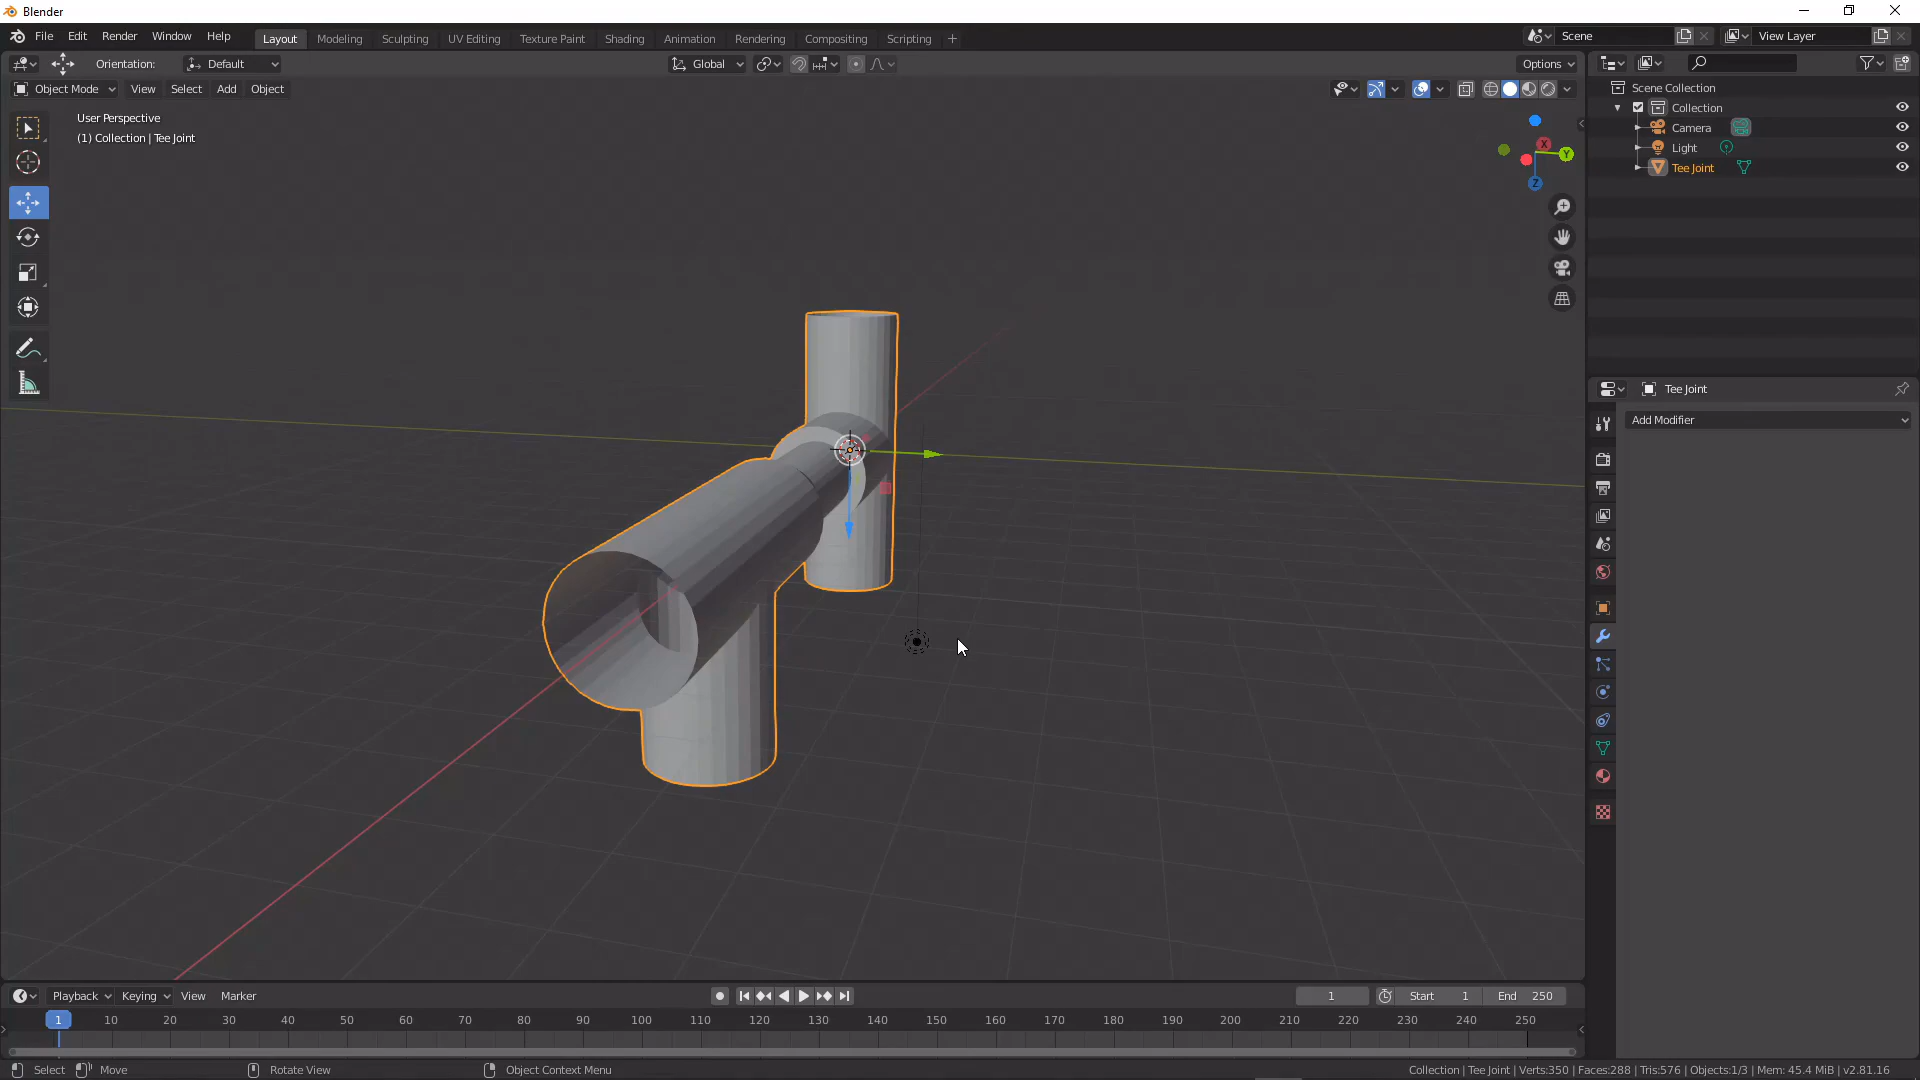 Blender
File Edit Render Window Help Layout Modeling Sculpting UV Editing Texture Paint Shading Animation Rendering Compositing Scripting + Scene View Layer
Orientation: Default Global Options
Object Mode View Select Add Object
User Perspective
(1) Collection | Tee Joint
X
Y
Z
Scene Collection
Collection
Camera
Light
Tee Joint
Tee Joint
Add Modifier
Playback Keying View Marker 1 Start 1 End 250
1 10 20 30 40 50 60 70 80 90 100 110 120 130 140 150 160 170 180 190 200 210 220 230 240 250
Select Move Rotate View Object Context Menu Collection | Tee Joint | Verts:350 | Faces:288 | Tris:576 | Objects:1/3 | Mem: 45.4 MiB | v2.81.16